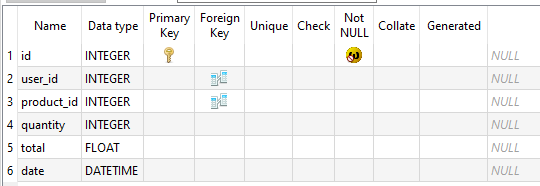 Name Data type Primary Key Foreign Key Unique Check Not NULL Collate Generated
1 id INTEGER NULL
2 user_id INTEGER NULL
3 product_id INTEGER NULL
4 quantity INTEGER NULL
5 total FLOAT NULL
6 date DATETIME NULL